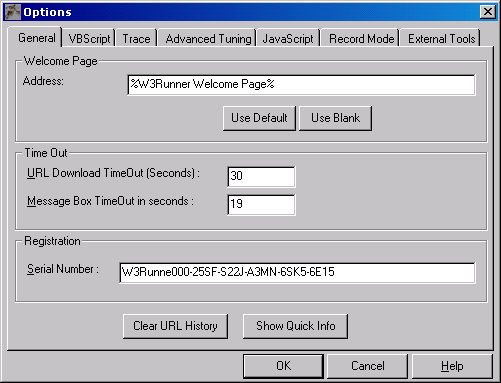 Options
General VBScript Trace Advanced Tuning JavaScript Record Mode External Tools
Welcome Page
Address: %W3Runner Welcome Page%
Use Default Use Blank
Time Out
URL Download TimeOut (Seconds) : 30
Message Box TimeOut in seconds : 19
Registration
Serial Number : W3Runne000-25SF-S22J-A3MN-6SK5-6E15
Clear URL History Show Quick Info
OK Cancel Help